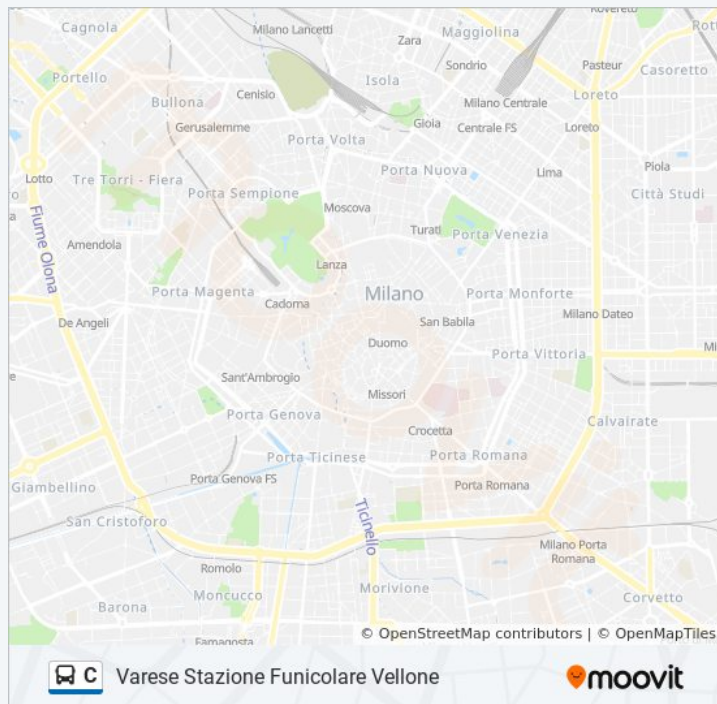 Cagnola
Milano Lancetti
Zara
Maggiolina
Rovereto
Sondrio
Pasteur
Casoretto
Portello
Isola
Bullona
Cenisio
Milano Centrale
Loreto
Gerusalemme
Gioia
Centrale FS
Loreto
Porta Volta
Lotto
Tre Torri - Fiera
Porta Nuova
Lima
Piola
Porta Sempione
Città Studi
Moscova
Fiume Olona
Amendola
Turati
Porta Venezia
Lanza
Porta Magenta
Cadorna
Milano
Porta Monforte
De Angeli
San Babila
Milano Dateo
Duomo
Porta Vittoria
Sant'Ambrogio
Missori
Porta Genova
Crocetta
Calvairate
Porta Ticinese
Porta Romana
Porta Genova FS
Porta Romana
Giambellino
Ticinello
San Cristoforo
Milano Porta
Romana
Romolo
Moncucco
Morivione
Corvetto
Barona
Famagosta
© OpenStreetMap contributors | © OpenMapTiles
C Varese Stazione Funicolare Vellone
moovit